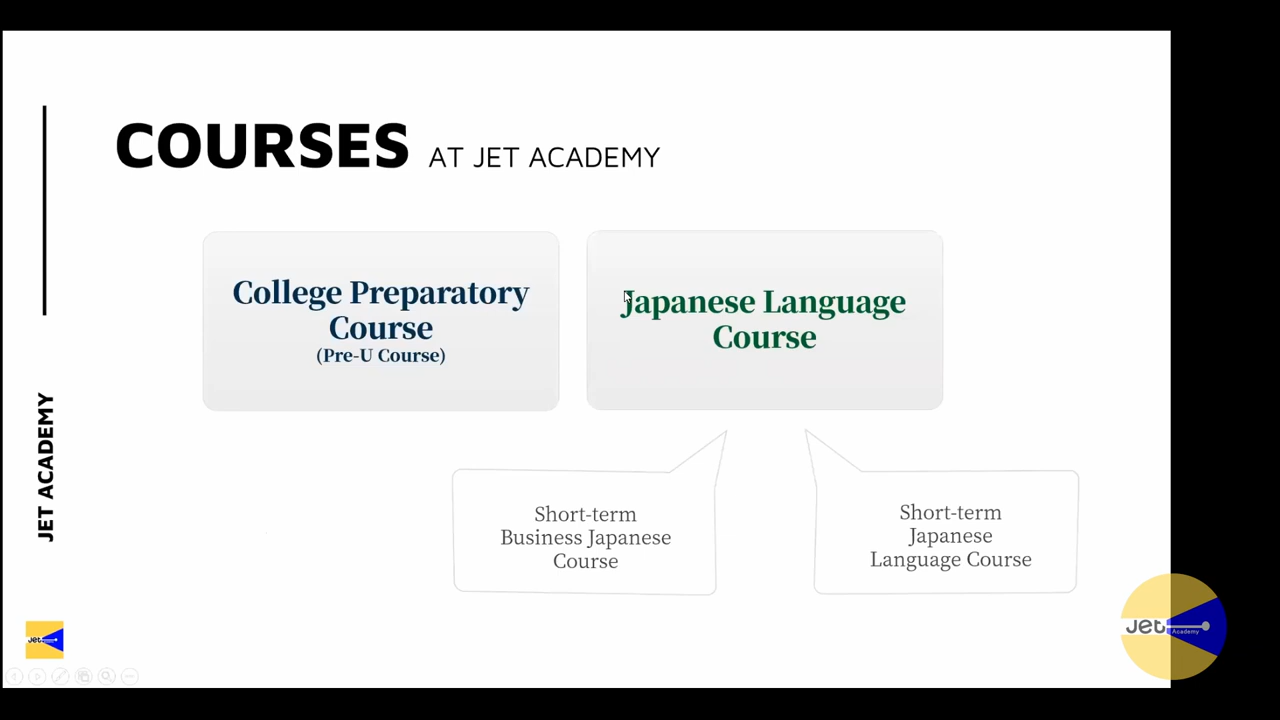 COURSES AT JET ACADEMY
College Preparatory
Course
(Pre-U Course)
Japanese Language
Course
Short-term
Business Japanese
Course
Short-term
Japanese
Language Course
JET ACADEMY
Jet
Jet
Academy